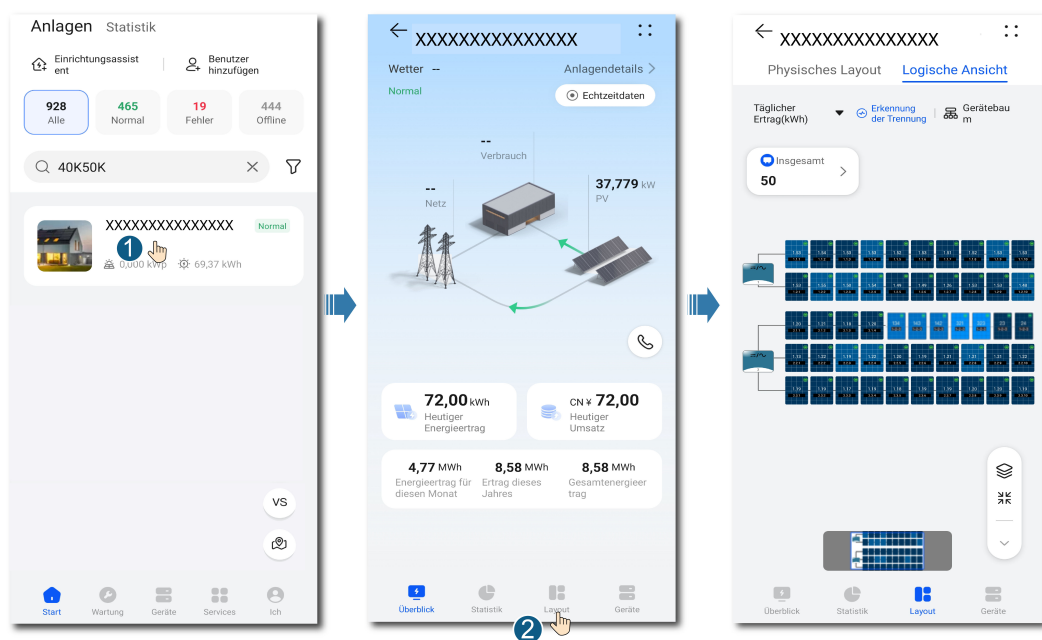 Anlagen Statistik
Einrichtungsassist
ent
Benutzer
hinzufügen
928
Alle
465
Normal
19
Fehler
444
Offline
40K50K
XXXXXXXXXXXXXXX
Normal
1
0,000 kWp
69,37 kWh
VS
Start
Wartung
Geräte
Services
Ich
XXXXXXXXXXXXXXX
Wetter --
Anlagendetails >
Normal
Echtzeitdaten
--
Verbrauch
--
Netz
37,779 kW
PV
72,00 kWh
Heutiger
Energieertrag
CN ¥ 72,00
Heutiger
Umsatz
4,77 MWh
Energieertrag für
diesen Monat
8,58 MWh
Ertrag dieses
Jahres
8,58 MWh
Gesamtenergieer
trag
Überblick
Statistik
Layout
Geräte
2
XXXXXXXXXXXXXXX
Physisches Layout
Logische Ansicht
Täglicher
Ertrag(kWh)
Erkennung
der Trennung
Gerätebau
m
Insgesamt
50
Überblick
Statistik
Layout
Geräte